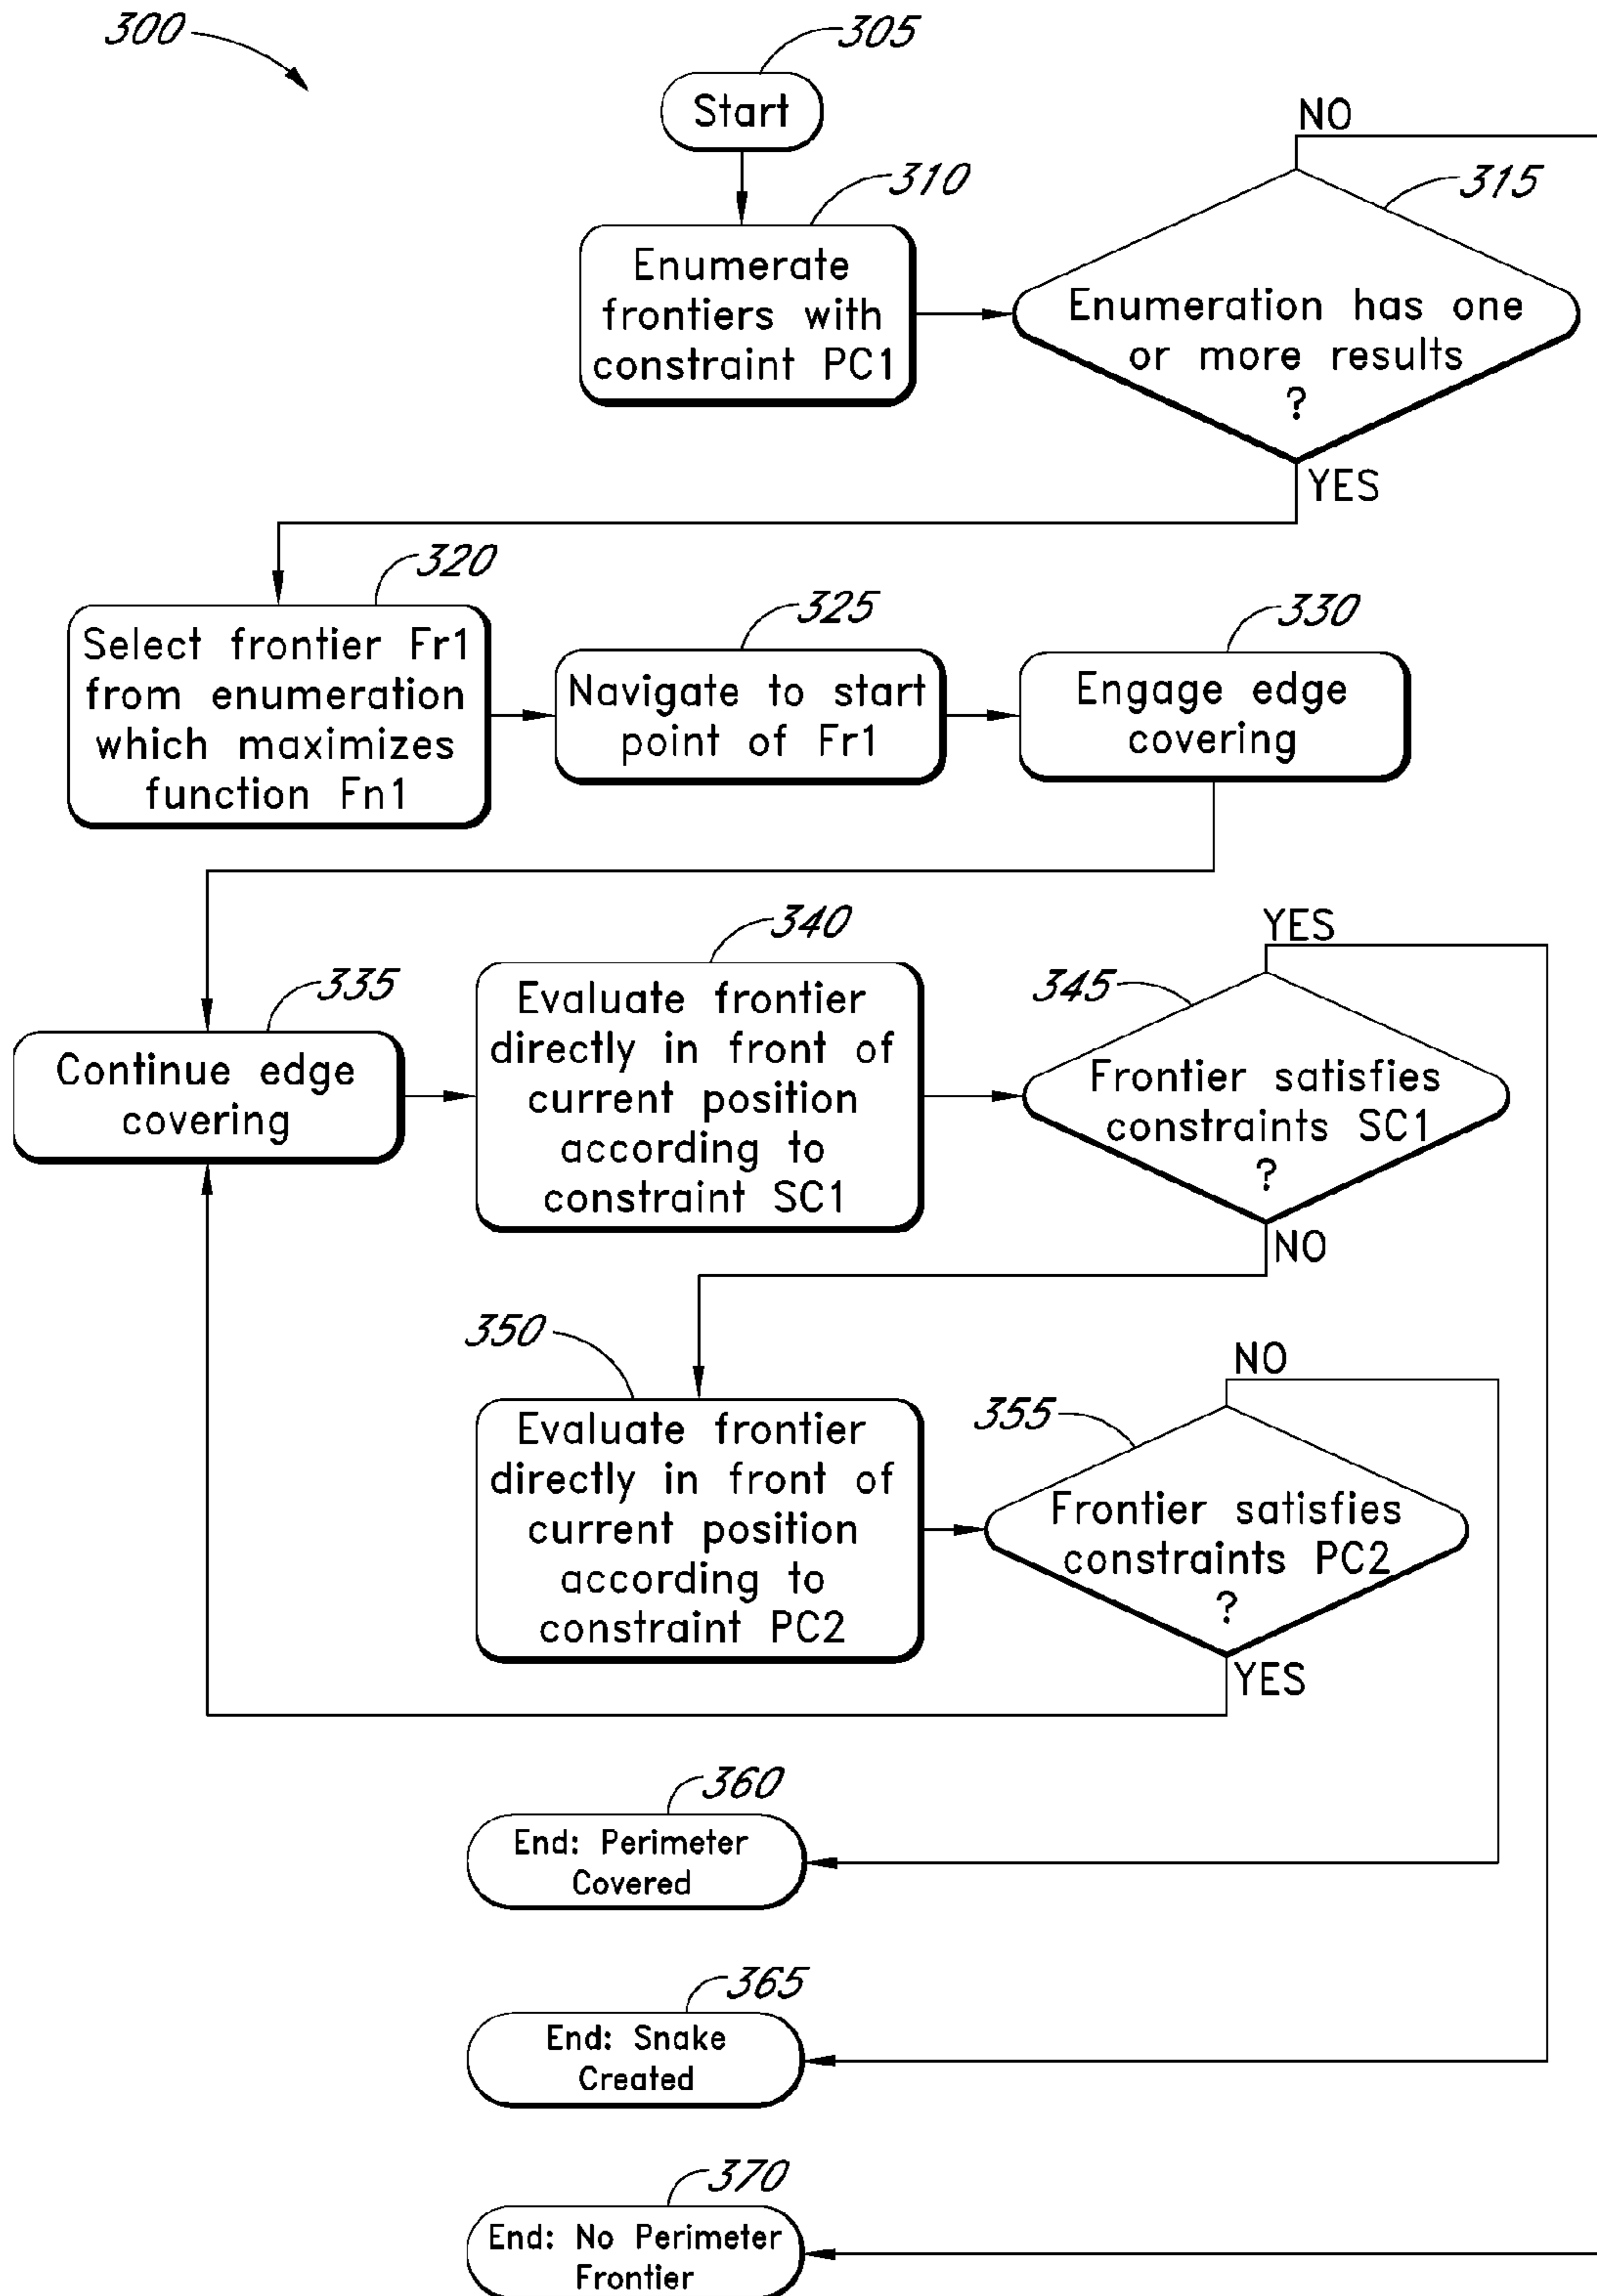 300
305
Start
NO
310
315
Enumerate
frontiers with
constraint PC1
Enumeration has one
or more results
?
YES
320
325
330
Select frontier Fr1
from enumeration
which maximizes
function Fn1
Navigate to start
point of Fr1
Engage edge
covering
340
YES
335
345
Continue edge
covering
Evaluate frontier
directly in front of
current position
according to
constraint SC1
Frontier satisfies
constraints SC1
?
NO
350
NO
355
Evaluate frontier
directly in front of
current position
according to
constraint PC2
Frontier satisfies
constraints PC2
?
YES
360
End: Perimeter
Covered
365
End: Snake
Created
370
End: No Perimeter
Frontier